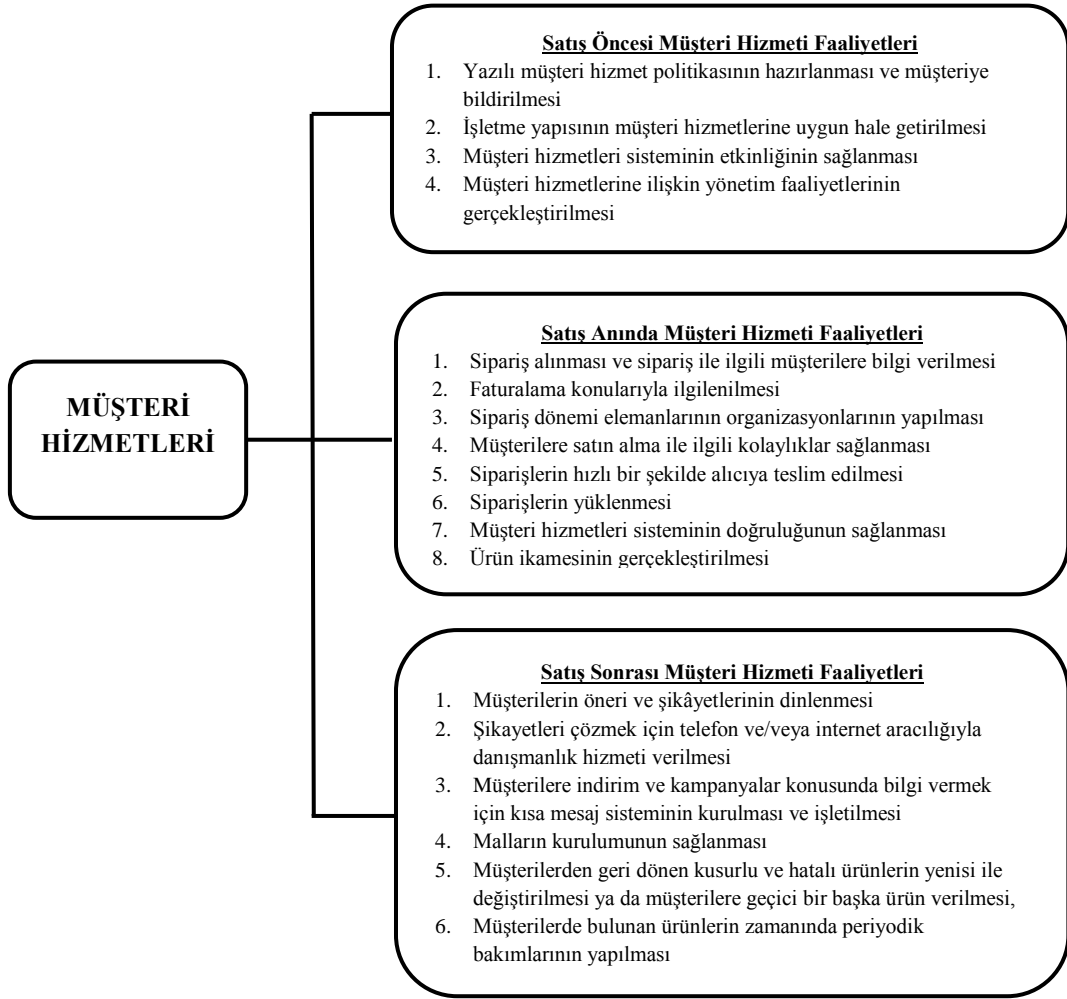 Satış Öncesi Müşteri Hizmeti Faaliyetleri
1. Yazılı müşteri hizmet politikasının hazırlanması ve müşteriye
bildirilmesi
2. İşletme yapısının müşteri hizmetlerine uygun hale getirilmesi
3. Müşteri hizmetleri sisteminin etkinliğinin sağlanması
4. Müşteri hizmetlerine ilişkin yönetim faaliyetlerinin
gerçekleştirilmesi
MÜŞTERİ
HİZMETLERİ
Satış Anında Müşteri Hizmeti Faaliyetleri
1. Sipariş alınması ve sipariş ile ilgili müşterilere bilgi verilmesi
2. Faturalama konularıyla ilgilenilmesi
3. Sipariş dönemi elemanlarının organizasyonlarının yapılması
4. Müşterilere satın alma ile ilgili kolaylıklar sağlanması
5. Siparişlerin hızlı bir şekilde alıcıya teslim edilmesi
6. Siparişlerin yüklenmesi
7. Müşteri hizmetleri sisteminin doğruluğunun sağlanması
8. Ürün ikamesinin gerçekleştirilmesi
Satış Sonrası Müşteri Hizmeti Faaliyetleri
1. Müşterilerin öneri ve şikâyetlerinin dinlenmesi
2. Şikayetleri çözmek için telefon ve/veya internet aracılığıyla
danışmanlık hizmeti verilmesi
3. Müşterilere indirim ve kampanyalar konusunda bilgi vermek
için kısa mesaj sisteminin kurulması ve işletilmesi
4. Malların kurulumunun sağlanması
5. Müşterilerden geri dönen kusurlu ve hatalı ürünlerin yenisi ile
değiştirilmesi ya da müşterilere geçici bir başka ürün verilmesi,
6. Müşterilerde bulunan ürünlerin zamanında periyodik
bakımlarının yapılması